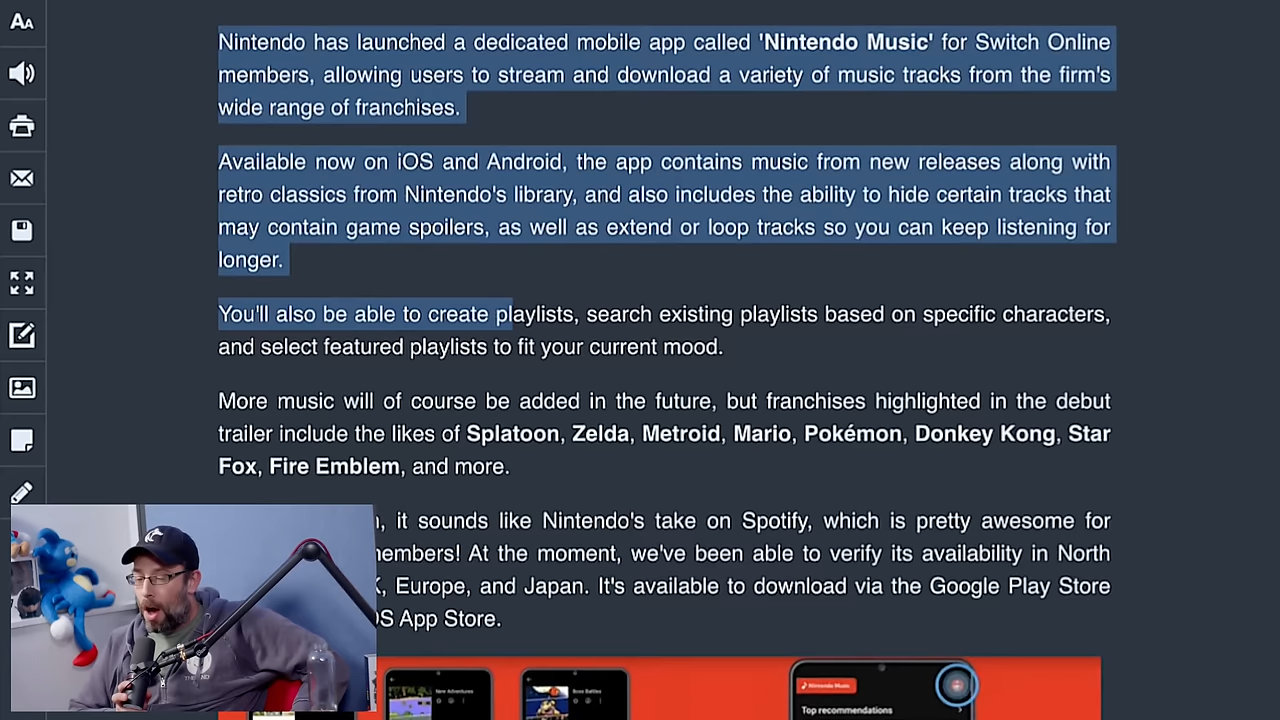 Nintendo has launched a dedicated mobile app called 'Nintendo Music' for Switch Online
members, allowing users to stream and download a variety of music tracks from the firm's
wide range of franchises.
Available now on iOS and Android, the app contains music from new releases along with
retro classics from Nintendo's library, and also includes the ability to hide certain tracks that
may contain game spoilers, as well as extend or loop tracks so you can keep listening for
longer.
You'll also be able to create playlists, search existing playlists based on specific characters,
and select featured playlists to fit your current mood.
More music will of course be added in the future, but franchises highlighted in the debut
trailer include the likes of Splatoon, Zelda, Metroid, Mario, Pokémon, Donkey Kong, Star
Fox, Fire Emblem, and more.
, it sounds like Nintendo's take on Spotify, which is pretty awesome for
members! At the moment, we've been able to verify its availability in North
, Europe, and Japan. It's available to download via the Google Play Store
App Store.
New Adventures
Boss Battles
Nintendo Music
Top recommendations